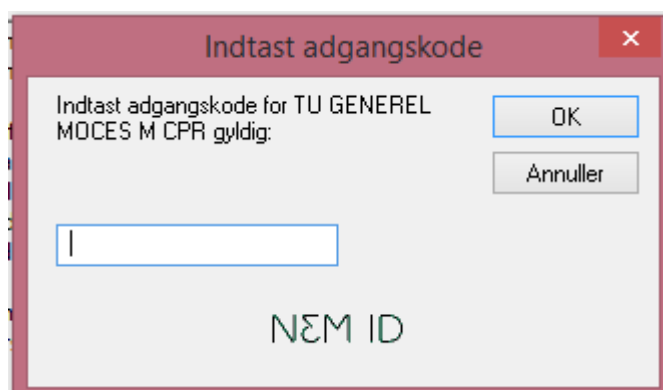 Indtast adgangskode
Indtast adgangskode for TU GENEREL
MOCES M CPR gyldig:
OK
Annuller
NEM ID